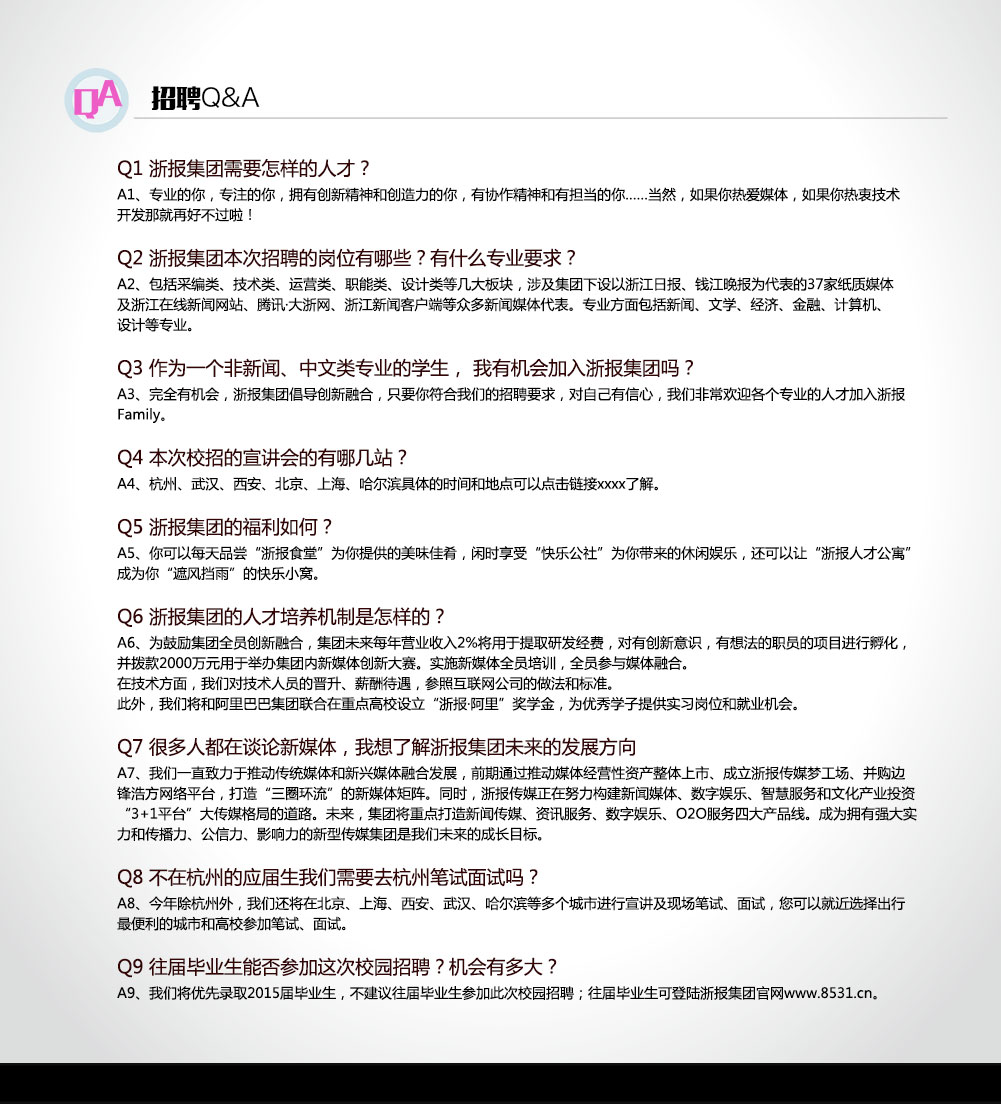 QA
招聘Q&A
Q1 浙报集团需要怎样的人才？
A1、专业的你，专注的你，拥有创新精神和创造力的你，有协作精神和有担当的你......当然，如果你热爱媒体，如果你热衷技术
开发那就再好不过啦！
Q2 浙报集团本次招聘的岗位有哪些？有什么专业要求？
A2、包括采编类、技术类、运营类、职能类、设计类等几大板块，涉及集团下设以浙江日报、钱江晚报为代表的37家纸质媒体
及浙江在线新闻网站、腾讯·大浙网、浙江新闻客户端等众多新闻媒体代表。专业方面包括新闻、文学、经济、金融、计算机、
设计等专业。
Q3 作为一个非新闻、中文类专业的学生， 我有机会加入浙报集团吗？
A3、完全有机会，浙报集团倡导创新融合，只要你符合我们的招聘要求，对自己有信心，我们非常欢迎各个专业的人才加入浙报
Family。
Q4 本次校招的宣讲会的有哪几站？
A4、杭州、武汉、西安、北京、上海、哈尔滨具体的时间和地点可以点击链接xxxx了解。
Q5 浙报集团的福利如何？
A5、你可以每天品尝“浙报食堂”为你提供的美味佳肴，闲时享受“快乐公社”为你带来的休闲娱乐，还可以让“浙报人才公寓”
成为你“遮风挡雨”的快乐小窝。
Q6 浙报集团的人才培养机制是怎样的？
A6、为鼓励集团全员创新融合，集团未来每年营业收入2%将用于提取研发经费，对有创新意识，有想法的职员的项目进行孵化，
并拨款2000万元用于举办集团内新媒体创新大赛。实施新媒体全员培训，全员参与媒体融合。
在技术方面，我们对技术人员的晋升、薪酬待遇，参照互联网公司的做法和标准。
此外，我们将和阿里巴巴集团联合在重点高校设立“浙报·阿里”奖学金，为优秀学子提供实习岗位和就业机会。
Q7 很多人都在谈论新媒体，我想了解浙报集团未来的发展方向
A7、我们一直致力于推动传统媒体和新兴媒体融合发展，前期通过推动媒体经营性资产整体上市、成立浙报传媒梦工场、并购边
锋浩方网络平台，打造“三圈环流”的新媒体矩阵。同时，浙报传媒正在努力构建新闻媒体、数字娱乐、智慧服务和文化产业投资
“3+1平台”大传媒格局的道路。未来，集团将重点打造新闻传媒、资讯服务、数字娱乐、O2O服务四大产品线。成为拥有强大实
力和传播力、公信力、影响力的新型传媒集团是我们未来的成长目标。
Q8 不在杭州的应届生我们需要去杭州笔试面试吗？
A8、今年除杭州外，我们还将在北京、上海、西安、武汉、哈尔滨等多个城市进行宣讲及现场笔试、面试，您可以就近选择出行
最便利的城市和高校参加笔试、面试。
Q9 往届毕业生能否参加这次校园招聘？机会有多大？
A9、我们将优先录取2015届毕业生，不建议往届毕业生参加此次校园招聘；往届毕业生可登陆浙报集团官网www.8531.cn。